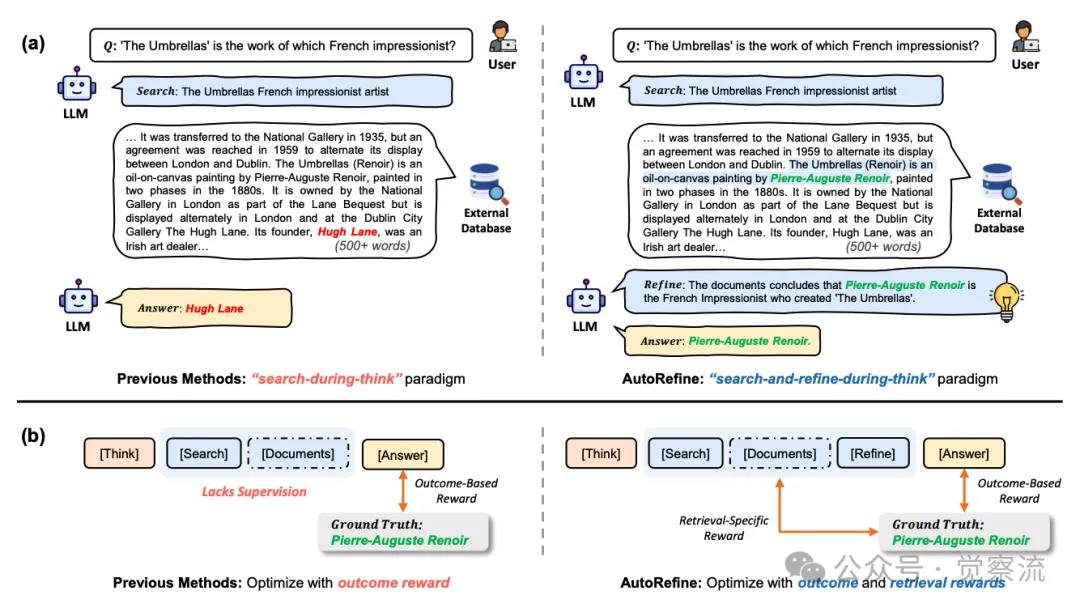 (a)
Q: 'The Umbrellas' is the work of which French impressionist?
User
LLM
Search: The Umbrellas French impressionist artist
... It was transferred to the National Gallery in 1935, but an
agreement was reached in 1959 to alternate its display
between London and Dublin. The Umbrellas (Renoir) is an
oil-on-canvas painting by Pierre-Auguste Renoir, painted in
two phases in the 1880s. It is owned by the National
Gallery in London as part of the Lane Bequest but is
displayed alternately in London and at the Dublin City
Gallery The Hugh Lane. Its founder, Hugh Lane, was an
Irish art dealer...
(500+ words)
External
Database
LLM
Answer: Hugh Lane
Previous Methods: “search-during-think” paradigm
Q: 'The Umbrellas' is the work of which French impressionist?
User
LLM
Search: The Umbrellas French impressionist artist
... It was transferred to the National Gallery in 1935, but
an agreement was reached in 1959 to alternate its
display between London and Dublin. The Umbrellas (Renoir) is an
oil-on-canvas painting by Pierre-Auguste Renoir, painted
in two phases in the 1880s. It is owned by the National
Gallery in London as part of the Lane Bequest but is
displayed alternately in London and at the Dublin City
Gallery The Hugh Lane. Its founder, Hugh Lane, was an
Irish art dealer...
(500+ words)
External
Database
LLM
Refine: The documents concludes that Pierre-Auguste Renoir is
the French Impressionist who created 'The Umbrellas'.
Answer: Pierre-Auguste Renoir.
AutoRefine: “search-and-refine-during-think” paradigm
(b)
[Think]
[Search]
[Documents]
[Answer]
Lacks Supervision
Outcome-Based
Reward
Ground Truth:
Pierre-Auguste Renoir
Previous Methods: Optimize with outcome reward
[Think]
[Search]
[Documents]
[Refine]
[Answer]
Retrieval-Specific
Reward
Outcome-Based
Reward
Ground Truth:
Pierre-Auguste Renoir
AutoRefine: Optimize with outcome and retrieval rewards
公众号 · 觉察流